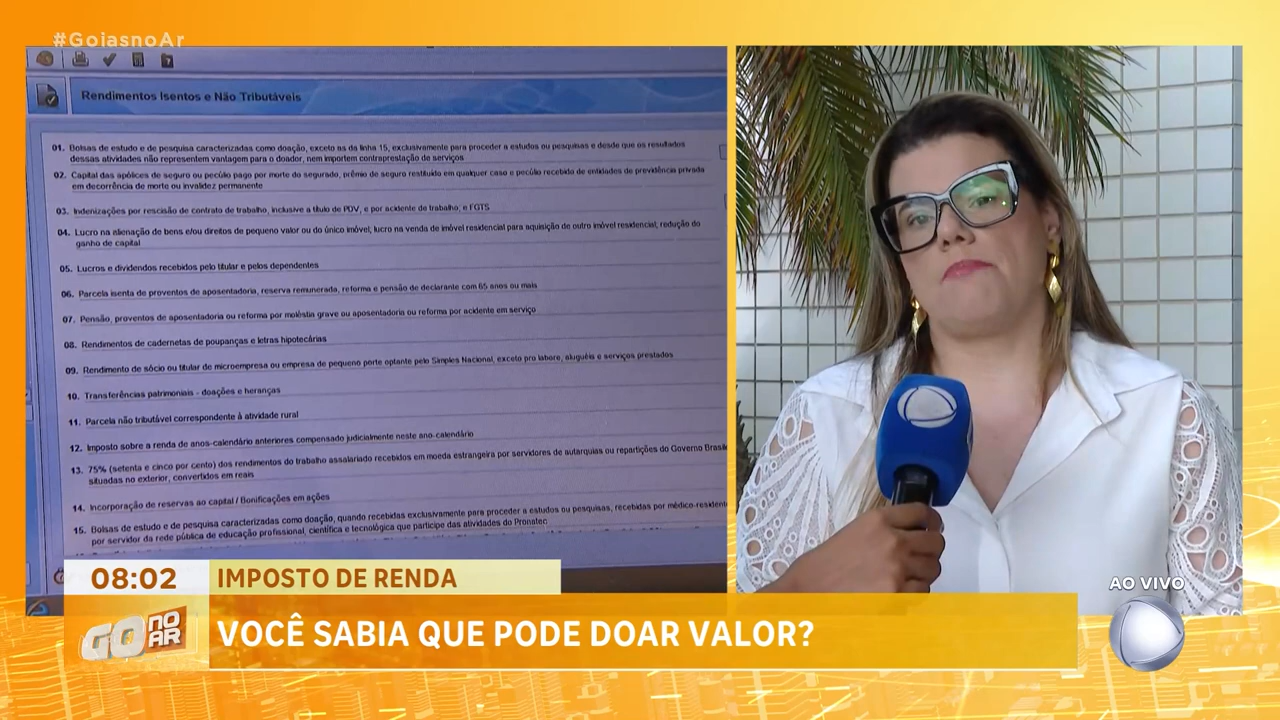 #GoiasnoAr
Rendimentos Isentos e Não Tributáveis
01. Bolsas de estudo e de pesquisa caracterizadas como doação, exceto as da linha 15, exclusivamente para proceder a estudos ou pesquisas e desde que os resultados
dessas atividades não representem vantagem para o doador, nem importem contraprestação de serviços
02. Capital das apólices de seguro ou pecúlio pago por morte do segurado, prêmio de seguro restituído em qualquer caso e pecúlio recebido de entidades de previdência privada
em decorrência de morte ou invalidez permanente
03. Indenizações por rescisão de contrato de trabalho, inclusive a título de PDV, e por acidente de trabalho; e FGTS
04. Lucro na alienação de bens e/ou direitos de pequeno valor ou do único imóvel; lucro na venda de imóvel residencial para aquisição de outro imóvel residencial; redução do
ganho de capital
05. Lucros e dividendos recebidos pelo titular e pelos dependentes
06. Parcela isenta de proventos de aposentadoria, reserva remunerada, reforma e pensão de declarante com 65 anos ou mais
07. Pensão, proventos de aposentadoria ou reforma por moléstia grave ou aposentadoria ou reforma por acidente em serviço
08. Rendimentos de cadernetas de poupanças e letras hipotecárias
09. Rendimento de sócio ou titular de microempresa ou empresa de pequeno porte optante pelo Simples Nacional, exceto pro labore, aluguéis e serviços prestados
10. Transferências patrimoniais - doações e heranças
11. Parcela não tributável correspondente à atividade rural
12. Imposto sobre a renda de anos-calendário anteriores compensado judicialmente neste ano-calendário
13. 75% (setenta e cinco por cento) dos rendimentos do trabalho assalariado recebidos em moeda estrangeira por servidores de autarquias ou repartições do Governo Brasil
situadas no exterior, convertidos em reais
14. Incorporação de reservas ao capital / Bonificações em ações
15. Bolsas de estudo e de pesquisa caracterizadas como doação, quando recebidas exclusivamente para proceder a estudos ou pesquisas, recebidas por médico-residente
por servidor da rede pública de educação profissional, científica e tecnológica que participe das atividades do Pronatec
08:02
IMPOSTO DE RENDA
GO NO AR
VOCÊ SABIA QUE PODE DOAR VALOR?
AO VIVO